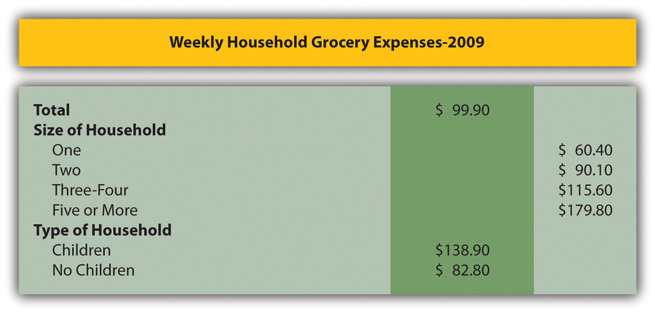 Weekly Household Grocery Expenses-2009
Total $ 99.90
Size of Household
One $ 60.40
Two $ 90.10
Three-Four $115.60
Five or More $179.80
Type of Household
Children $138.90
No Children $ 82.80